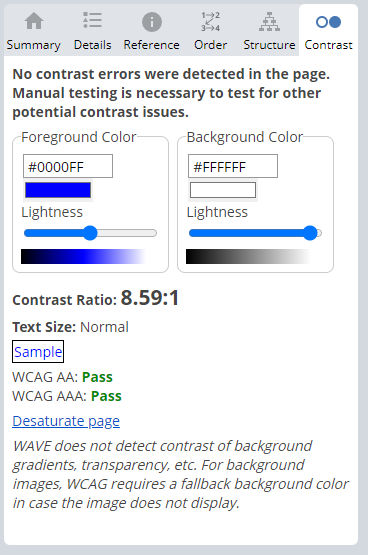 Summary Details Reference Order Structure Contrast
No contrast errors were detected in the page.
Manual testing is necessary to test for other
potential contrast issues.
Foreground Color Background Color
#0000FF #FFFFFF
Lightness Lightness
Contrast Ratio: 8.59:1
Text Size: Normal
Sample
WCAG AA: Pass
WCAG AAA: Pass
Desaturate page
WAVE does not detect contrast of background
gradients, transparency, etc. For background
images, WCAG requires a fallback background color
in case the image does not display.